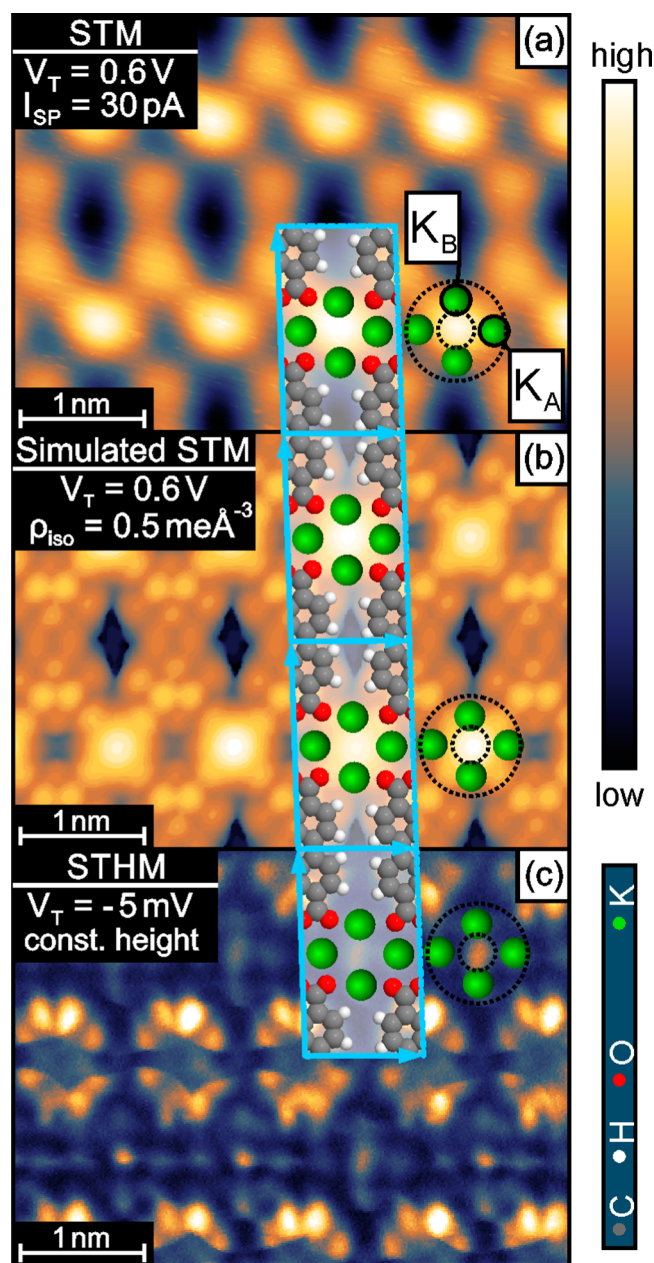 STM
V_T = 0.6 V
I_SP = 30 pA
(a)
high
K_B
K_A
1 nm
Simulated STM
V_T = 0.6 V
ρ_iso = 0.5 meÅ⁻³
(b)
low
1 nm
STHM
V_T = -5 mV
const. height
(c)
K
O
H
C
1 nm